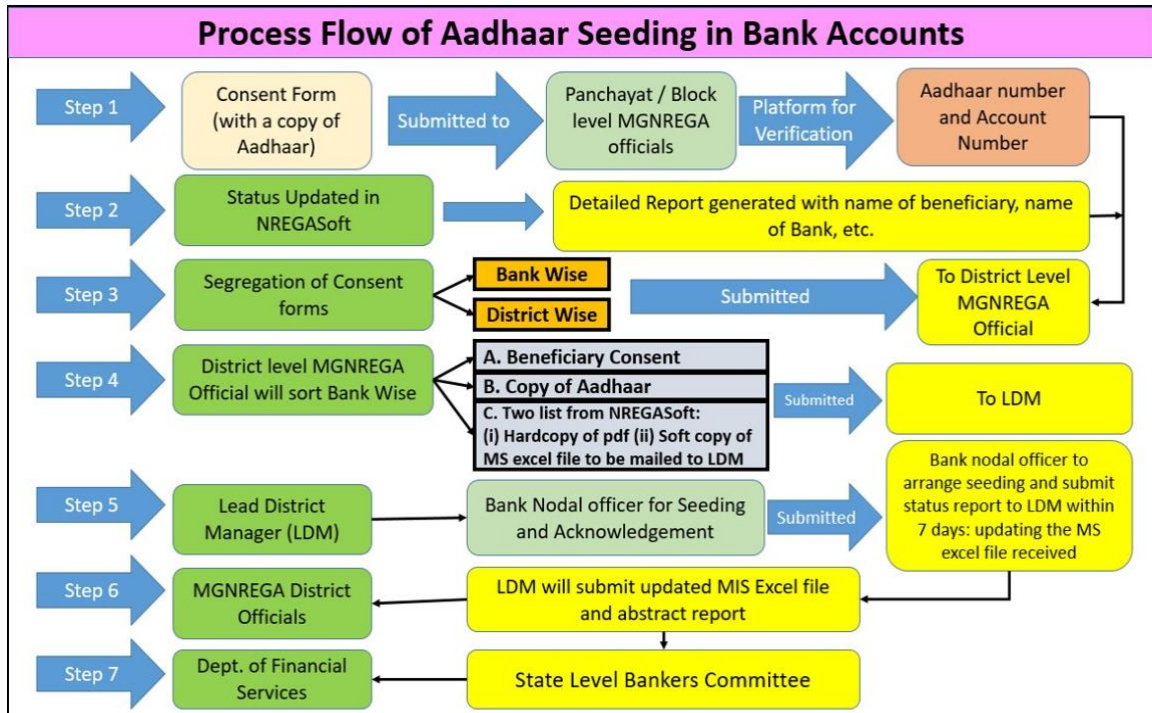 Process Flow of Aadhaar Seeding in Bank Accounts
Step 1
Consent Form
(with a copy of
Aadhaar)
Submitted to
Panchayat / Block
level MGNREGA
officials
Platform for
Verification
Aadhaar number
and Account
Number
Step 2
Status Updated in
NREGASoft
Detailed Report generated with name of beneficiary, name
of Bank, etc.
Step 3
Segregation of Consent
forms
Bank Wise
District Wise
Submitted
To District Level
MGNREGA
Official
Step 4
District level MGNREGA
Official will sort Bank Wise
A. Beneficiary Consent
B. Copy of Aadhaar
C. Two list from NREGASoft:
(i) Hardcopy of pdf (ii) Soft copy of
MS excel file to be mailed to LDM
Submitted
To LDM
Step 5
Lead District
Manager (LDM)
Bank Nodal officer for Seeding
and Acknowledgement
Submitted
Bank nodal officer to
arrange seeding and submit
status report to LDM within
7 days: updating the MS
excel file received
Step 6
MGNREGA District
Officials
LDM will submit updated MIS Excel file
and abstract report
Step 7
Dept. of Financial
Services
State Level Bankers Committee